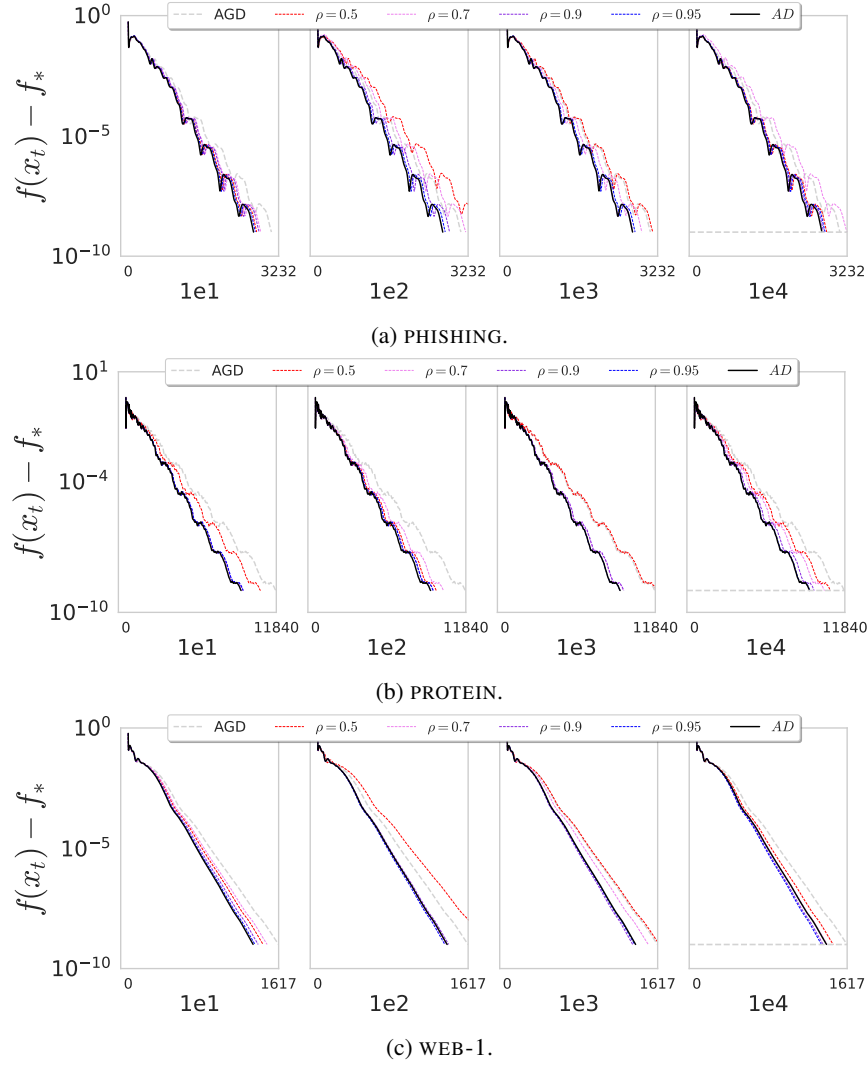 AGD ρ = 0.5 ρ = 0.7 ρ = 0.9 ρ = 0.95 AD
10^0
10^{-5}
10^{-10}
f(x_t) − f_*
0 3232 0 3232 0 3232 0 3232
1e1 1e2 1e3 1e4
(a) PHISHING.
AGD ρ = 0.5 ρ = 0.7 ρ = 0.9 ρ = 0.95 AD
10^1
10^{-4}
10^{-10}
f(x_t) − f_*
0 11840 0 11840 0 11840 0 11840
1e1 1e2 1e3 1e4
(b) PROTEIN.
AGD ρ = 0.5 ρ = 0.7 ρ = 0.9 ρ = 0.95 AD
10^0
10^{-5}
10^{-10}
f(x_t) − f_*
0 1617 0 1617 0 1617 0 1617
1e1 1e2 1e3 1e4
(c) WEB-1.